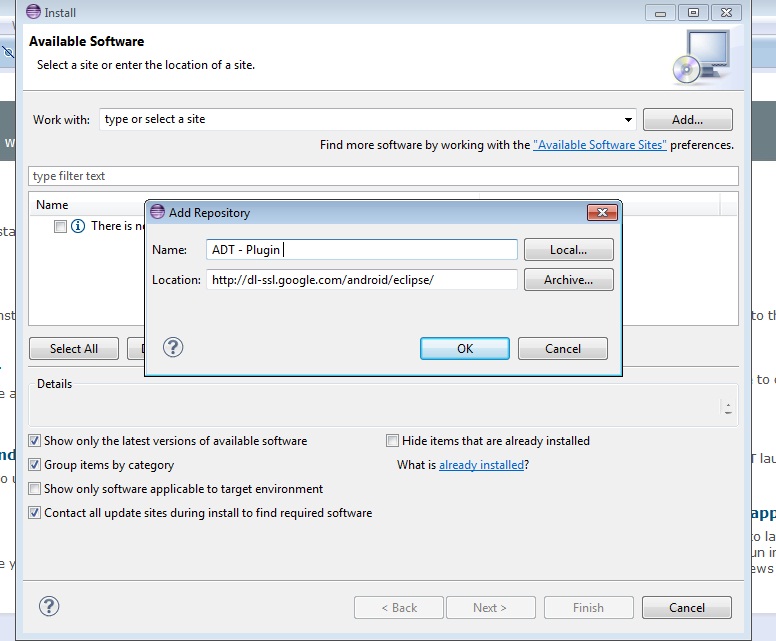 Install
Available Software
Select a site or enter the location of a site.
Work with: type or select a site Add...
Find more software by working with the "Available Software Sites" preferences.
type filter text
Name
There is n
Add Repository
Name: ADT - Plugin Local...
Location: http://dl-ssl.google.com/android/eclipse/ Archive...
OK Cancel
Select All
Details
Show only the latest versions of available software Hide items that are already installed
Group items by category What is already installed?
Show only software applicable to target environment
Contact all update sites during install to find required software
< Back Next > Finish Cancel